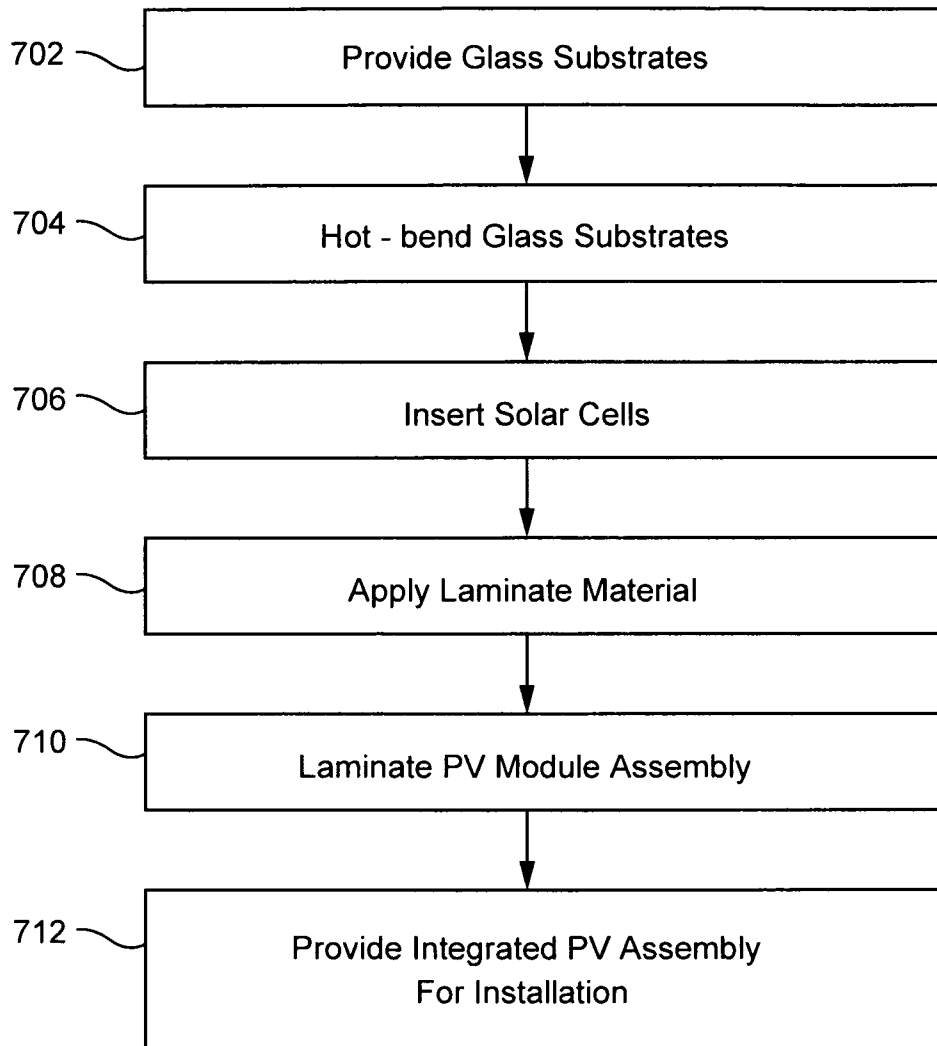 702
Provide Glass Substrates
704
Hot - bend Glass Substrates
706
Insert Solar Cells
708
Apply Laminate Material
710
Laminate PV Module Assembly
712
Provide Integrated PV Assembly
For Installation